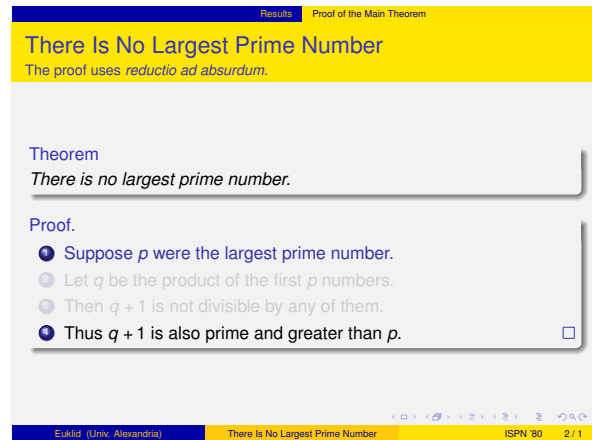 Results Proof of the Main Theorem
There Is No Largest Prime Number
The proof uses reductio ad absurdum.
Theorem
There is no largest prime number.
Proof.
1 Suppose p were the largest prime number.
2 Let q be the product of the first p numbers.
3 Then q + 1 is not divisible by any of them.
4 Thus q + 1 is also prime and greater than p.
Euklid (Univ. Alexandria) There Is No Largest Prime Number ISPN '80 2 / 1